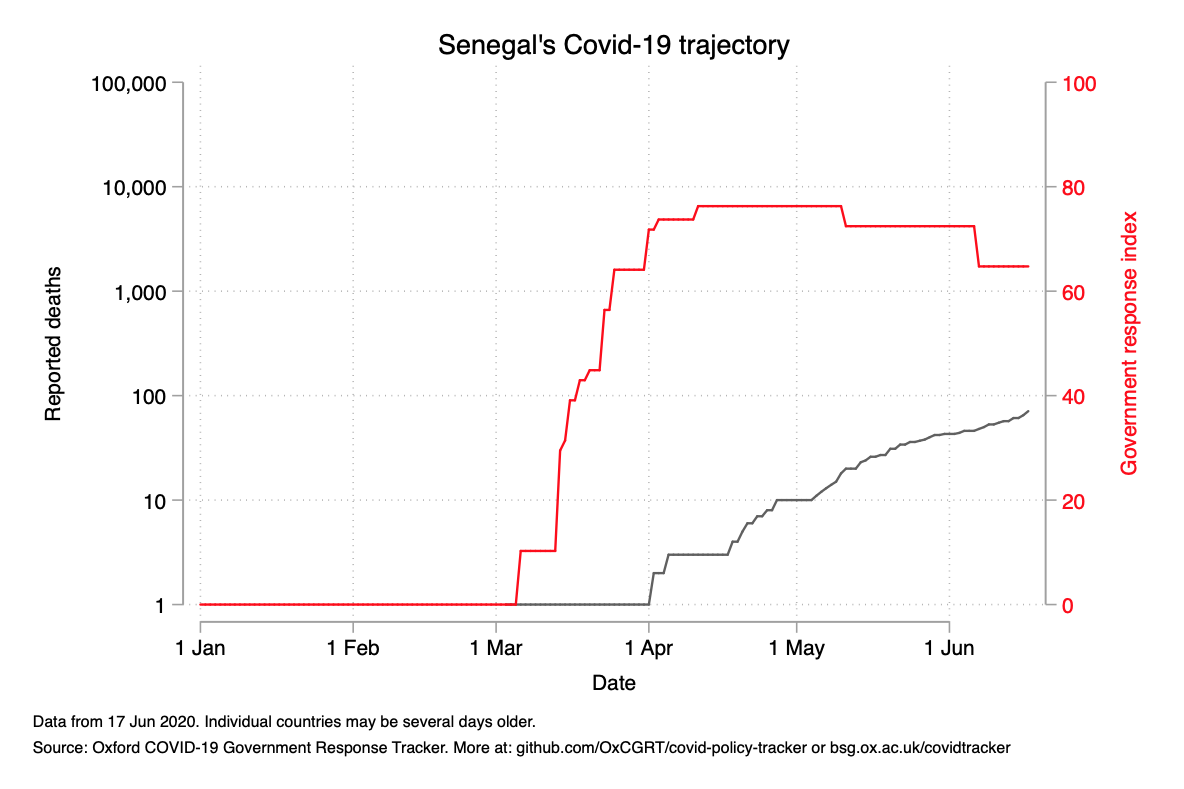 Senegal's Covid-19 trajectory
100,000
10,000
1,000
100
10
1
Reported deaths
100
80
60
40
20
0
Government response index
1 Jan
1 Feb
1 Mar
1 Apr
1 May
1 Jun
Date
Data from 17 Jun 2020. Individual countries may be several days older.
Source: Oxford COVID-19 Government Response Tracker. More at: github.com/OxCGRT/covid-policy-tracker or bsg.ox.ac.uk/covidtracker